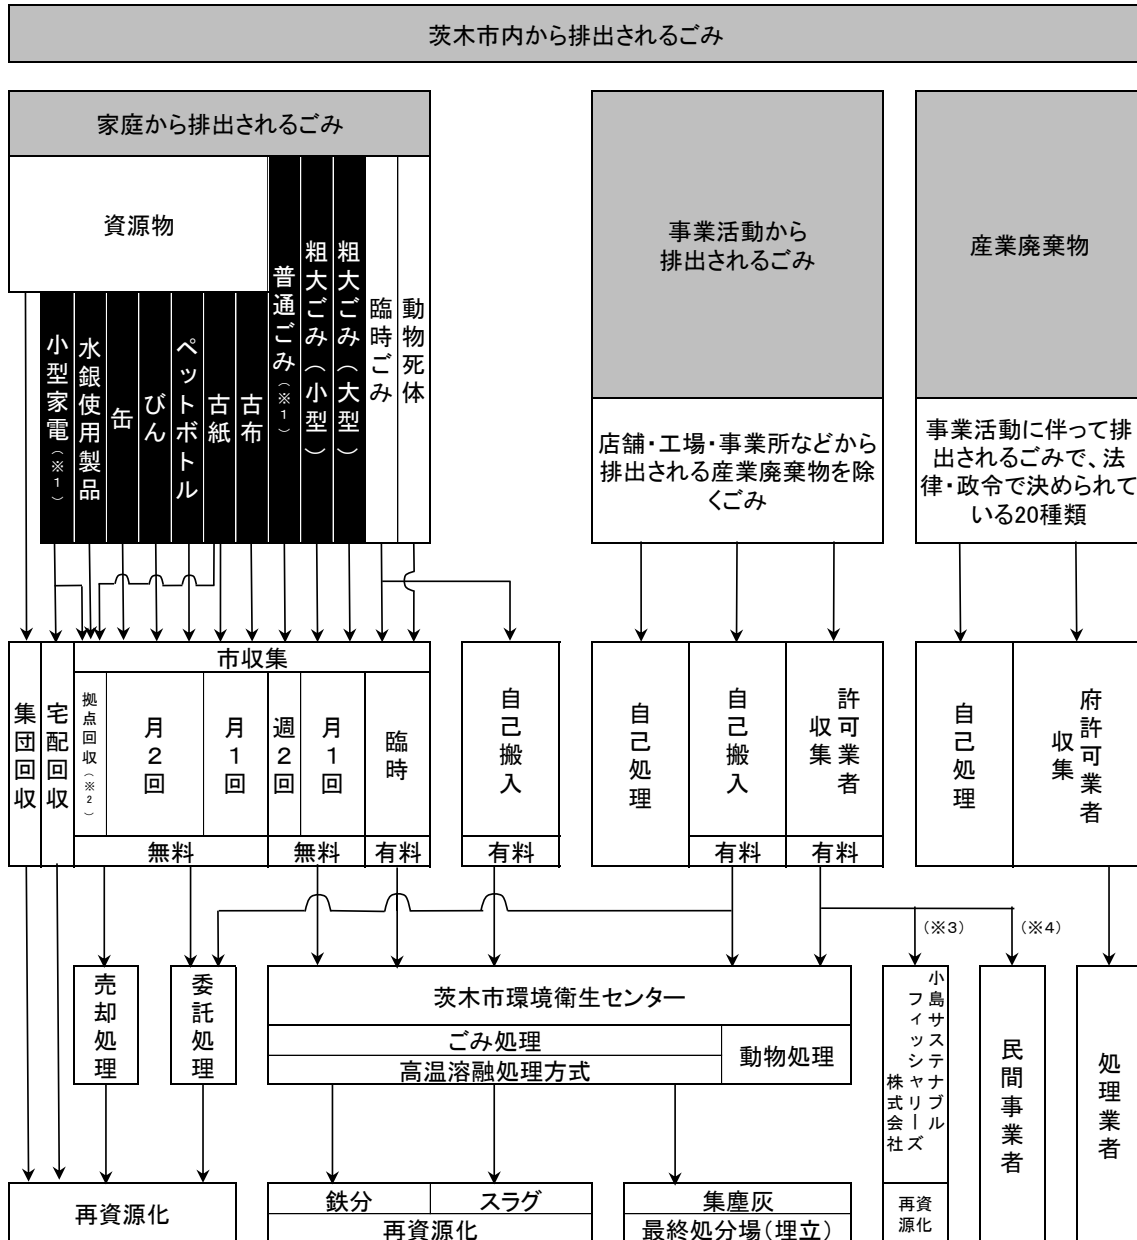 茨木市内から排出されるごみ
家庭から排出されるごみ
資源物
小型家電(※1)
水銀使用製品
缶
びん
ペットボトル
古紙
古布
普通ごみ(※1)
粗大ごみ(小型)
粗大ごみ(大型)
臨時ごみ
動物死体
事業活動から
排出されるごみ
店舗・工場・事業所などから
排出される産業廃棄物を除
くごみ
産業廃棄物
事業活動に伴って排
出されるごみで、法
律・政令で決められて
いる20種類
集団回収
宅配回収
市収集
拠点回収(※2)
月2回
月1回
週2回
月1回
臨時
無料
無料
有料
自己搬入
有料
自己処理
自己搬入
有料
許可業者
収集
有料
自己処理
府許可業者
収集
(※3)
(※4)
売却処理
委託処理
茨木市環境衛生センター
ごみ処理
高温溶融処理方式
動物処理
小島サステナブル
フィッシャリーズ
株式会社
再資
源化
民間事業者
処理業者
再資源化
鉄分
スラグ
再資源化
集塵灰
最終処分場(埋立)